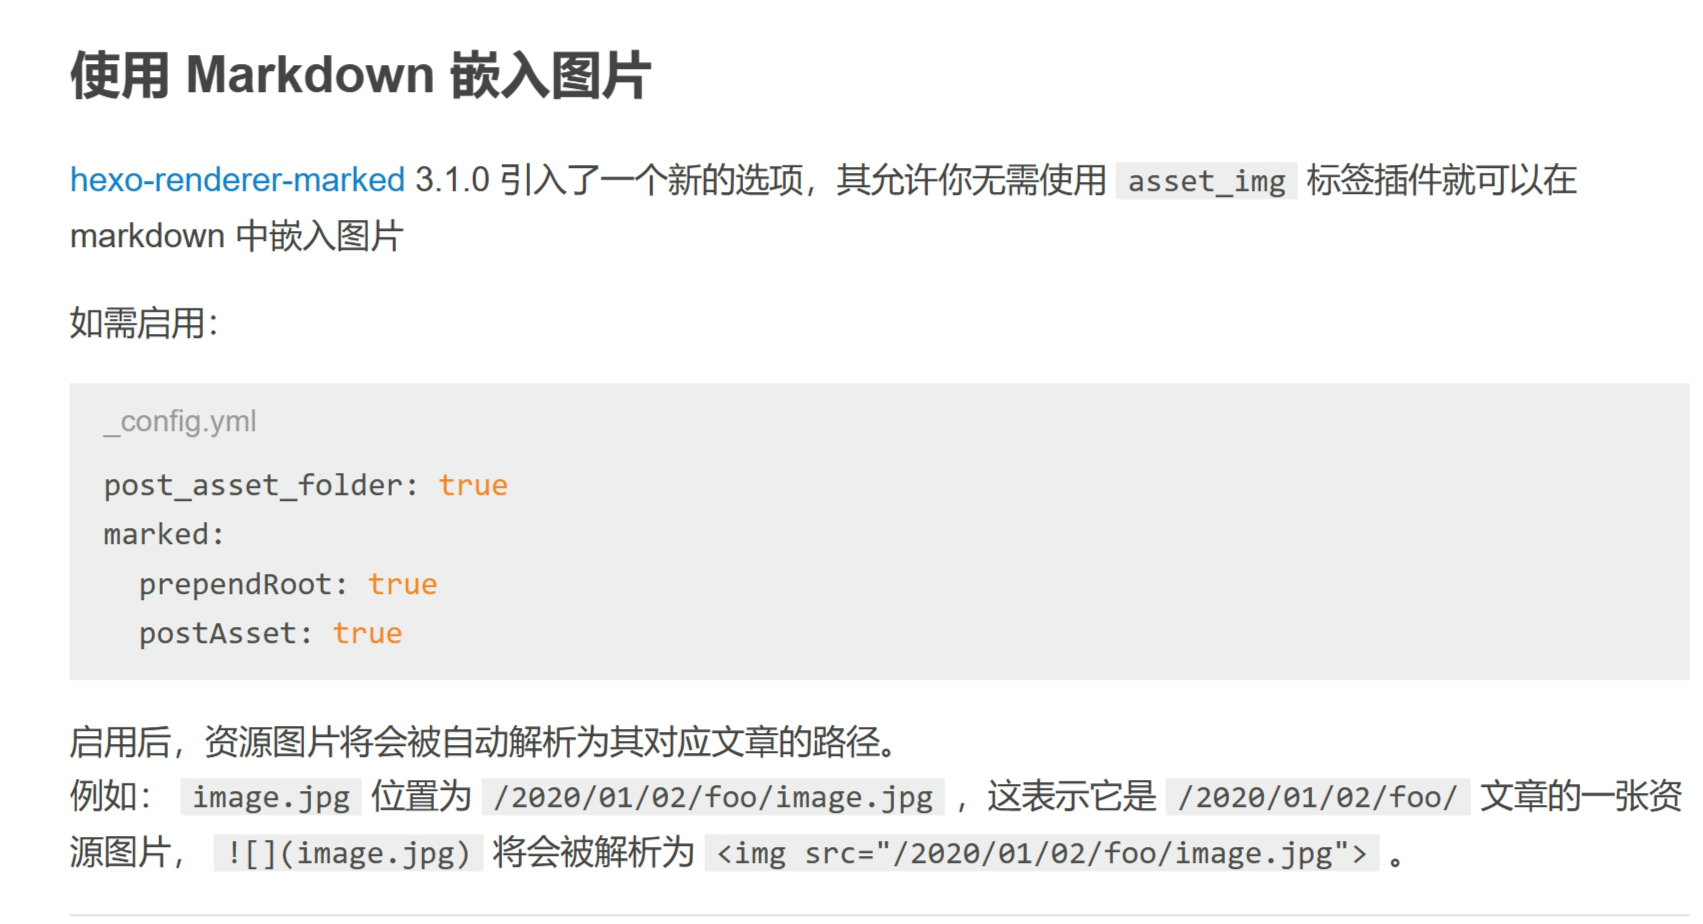 使用 Markdown 嵌入图片
hexo-renderer-marked 3.1.0 引入了一个新的选项，其允许你无需使用 asset_img 标签插件就可以在
markdown 中嵌入图片
如需启用：
_config.yml
post_asset_folder: true
marked:
  prependRoot: true
  postAsset: true
启用后，资源图片将会被自动解析为其对应文章的路径。
例如： image.jpg 位置为 /2020/01/02/foo/image.jpg ，这表示它是 /2020/01/02/foo/ 文章的一张资
源图片， ![](image.jpg) 将会被解析为 <img src="/2020/01/02/foo/image.jpg"> 。